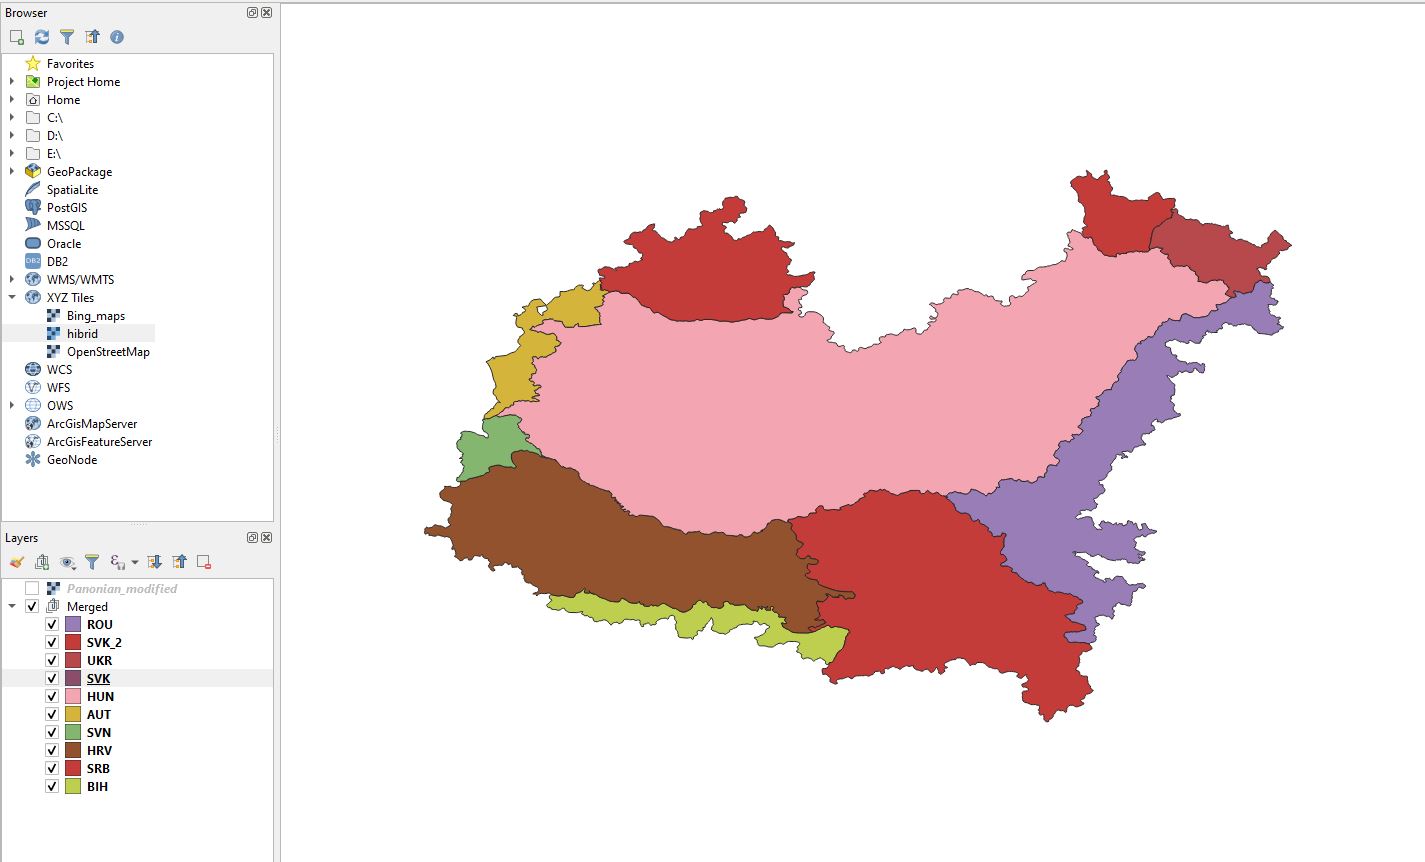 Browser
Favorites
Project Home
Home
C:\
D:\
E:\
GeoPackage
SpatiaLite
PostGIS
MSSQL
Oracle
DB2 DB2
WMS/WMTS
XYZ Tiles
Bing_maps
hibrid
OpenStreetMap
WCS
WFS
OWS
ArcGisMapServer
ArcGisFeatureServer
GeoNode
Layers
Panonian_modified
Merged
ROU
SVK_2
UKR
SVK
HUN
AUT
SVN
HRV
SRB
BIH